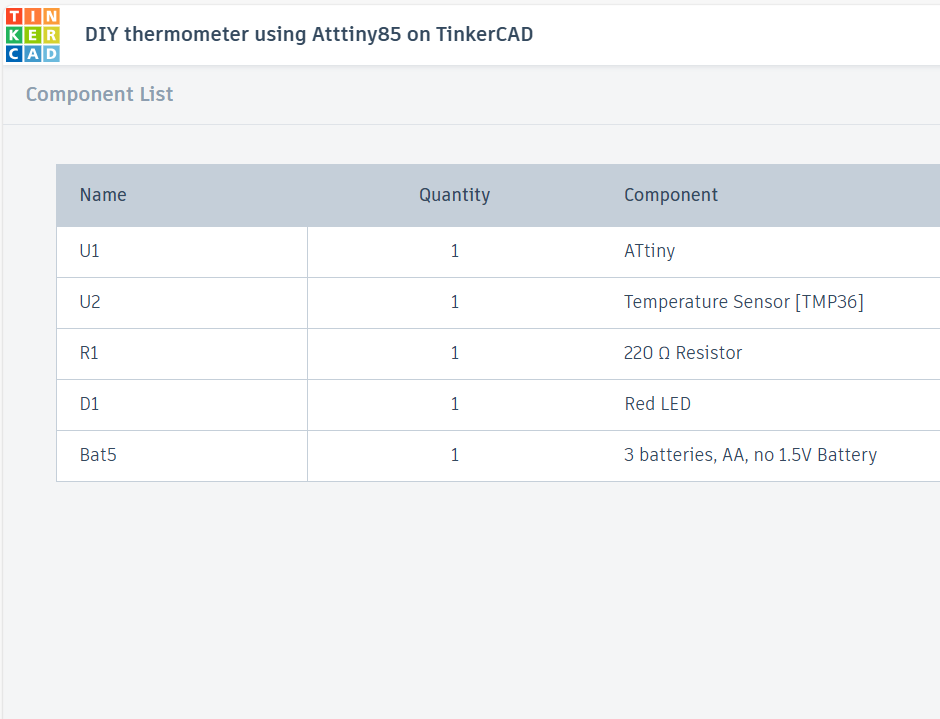 TIN
KER
CAD
DIY thermometer using Atttiny85 on TinkerCAD
Component List
Name Quantity Component
U1 1 ATtiny
U2 1 Temperature Sensor [TMP36]
R1 1 220 Ω Resistor
D1 1 Red LED
Bat5 1 3 batteries, AA, no 1.5V Battery